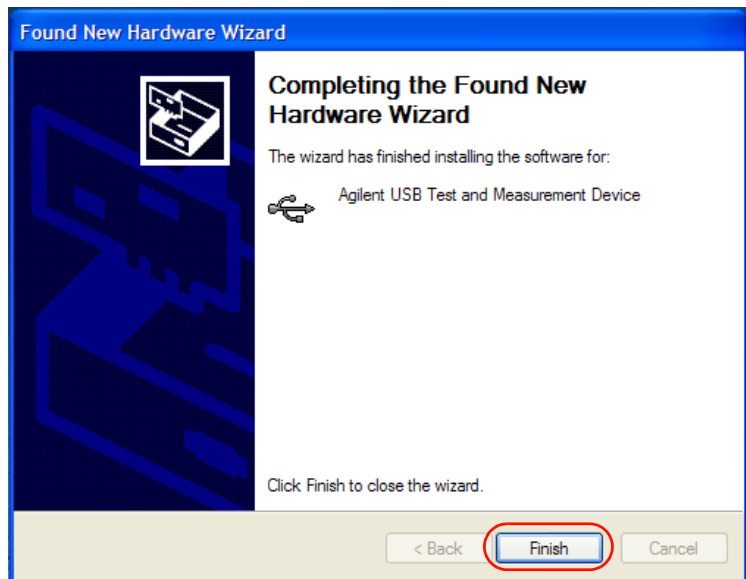 Found New Hardware Wizard
Completing the Found New
Hardware Wizard
The wizard has finished installing the software for:
Agilent USB Test and Measurement Device
Click Finish to close the wizard.
< Back
Finish
Cancel